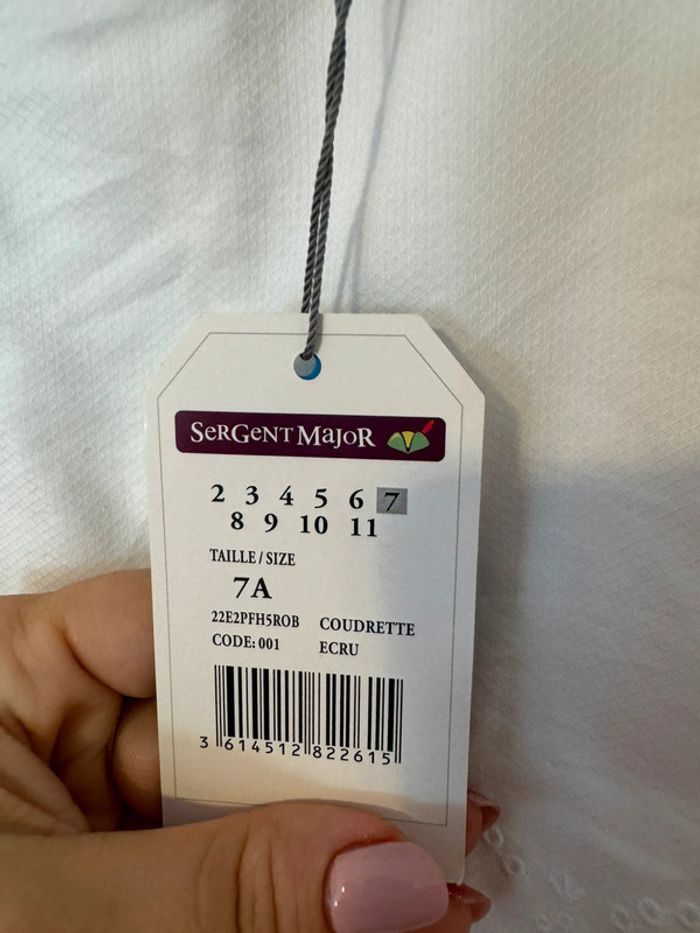 SERGENT MAJOR
2 3 4 5 6 7
8 9 10 11
TAILLE / SIZE
7A
22E2PFH5ROB COUDRETTE
CODE: 001 ECRU
3 614512 822615